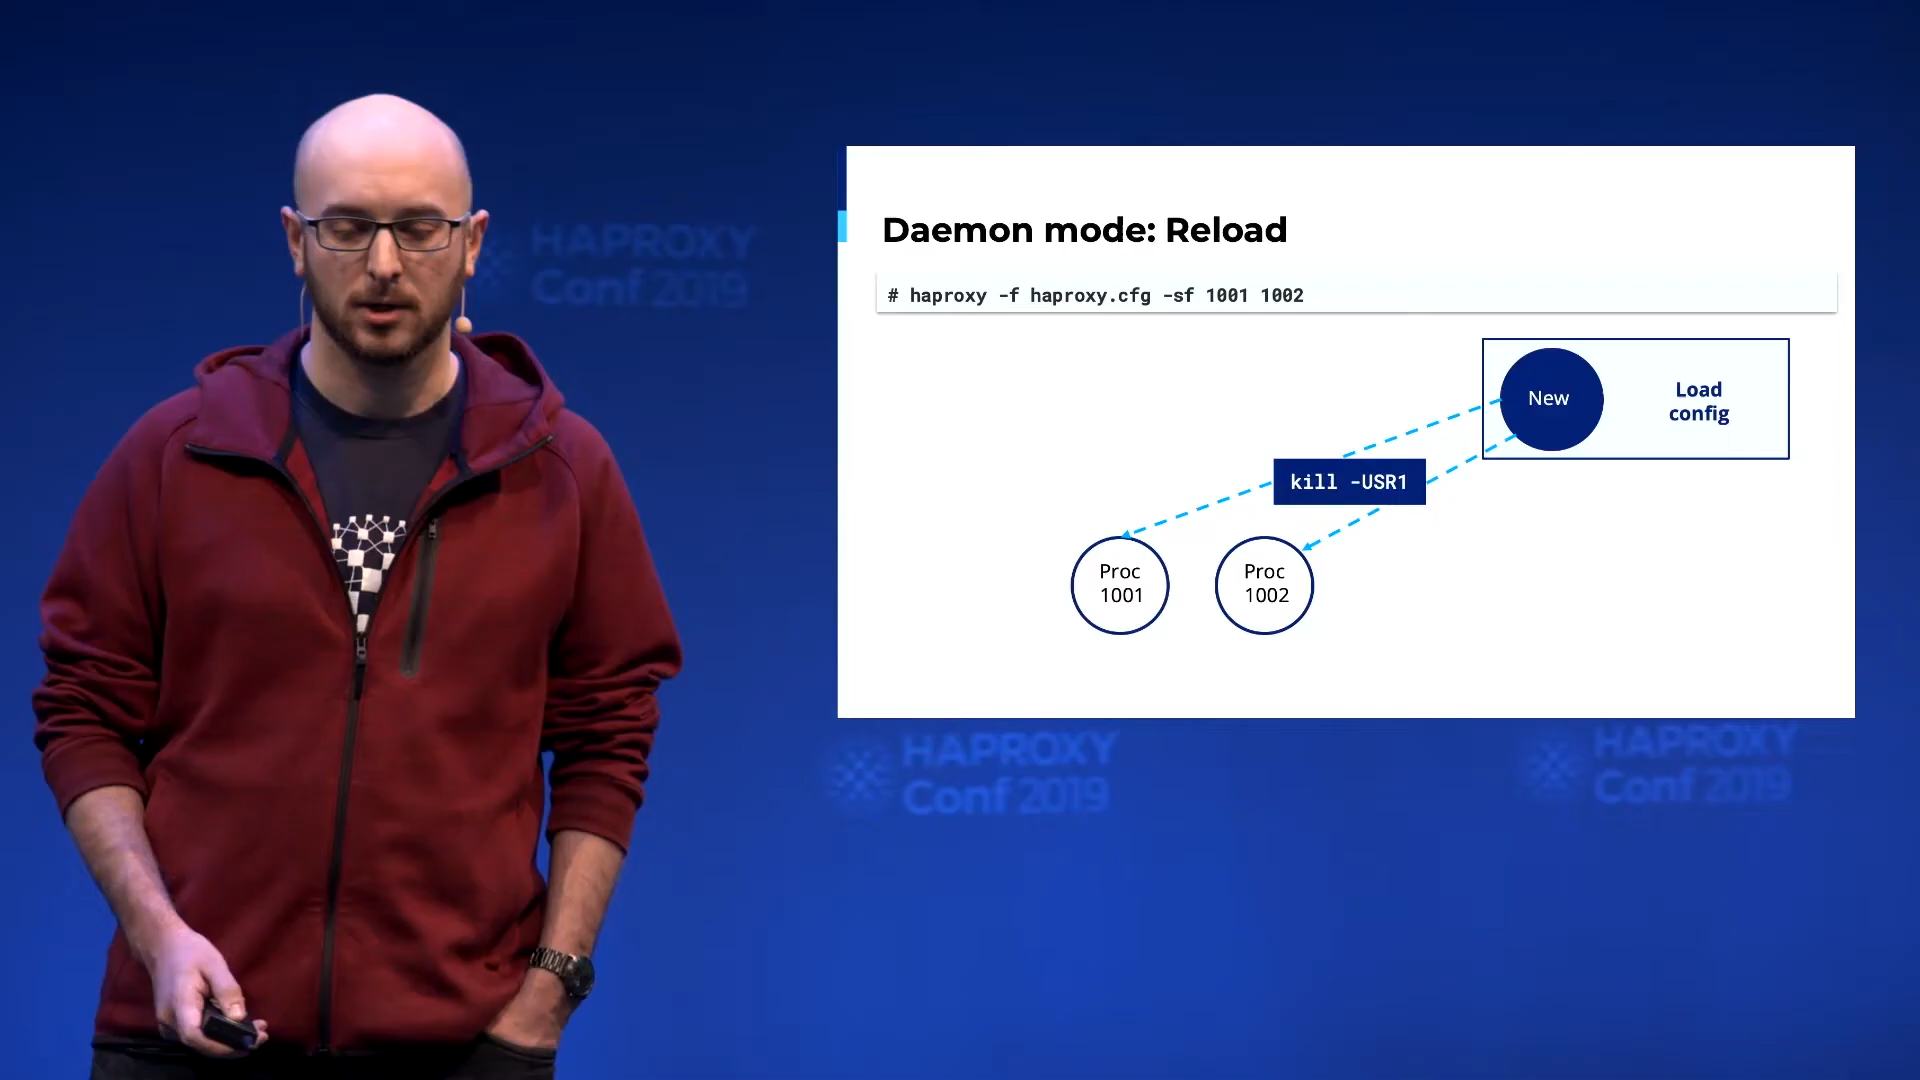 HAPROXY
Conf 2019
Daemon mode: Reload
# haproxy -f haproxy.cfg -sf 1001 1002
New
Load
config
kill -USR1
Proc
1001
Proc
1002
HAPROXY
Conf 2019
HAPROXY
Conf 2019